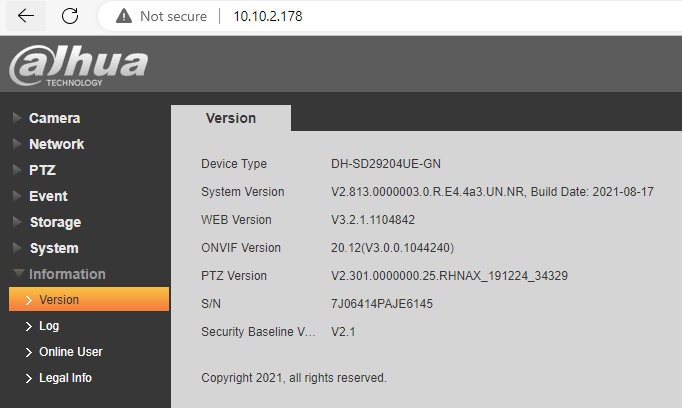 Not secure 10.10.2.178
alhua
TECHNOLOGY
Camera
Network
PTZ
Event
Storage
System
Information
Version
Log
Online User
Legal Info
Version
Device Type DH-SD29204UE-GN
System Version V2.813.0000003.0.R.E4.4a3.UN.NR, Build Date: 2021-08-17
WEB Version V3.2.1.1104842
ONVIF Version 20.12(V3.0.0.1044240)
PTZ Version V2.301.0000000.25.RHNAX_191224_34329
S/N 7J06414PAJE6145
Security Baseline V... V2.1
Copyright 2021, all rights reserved.